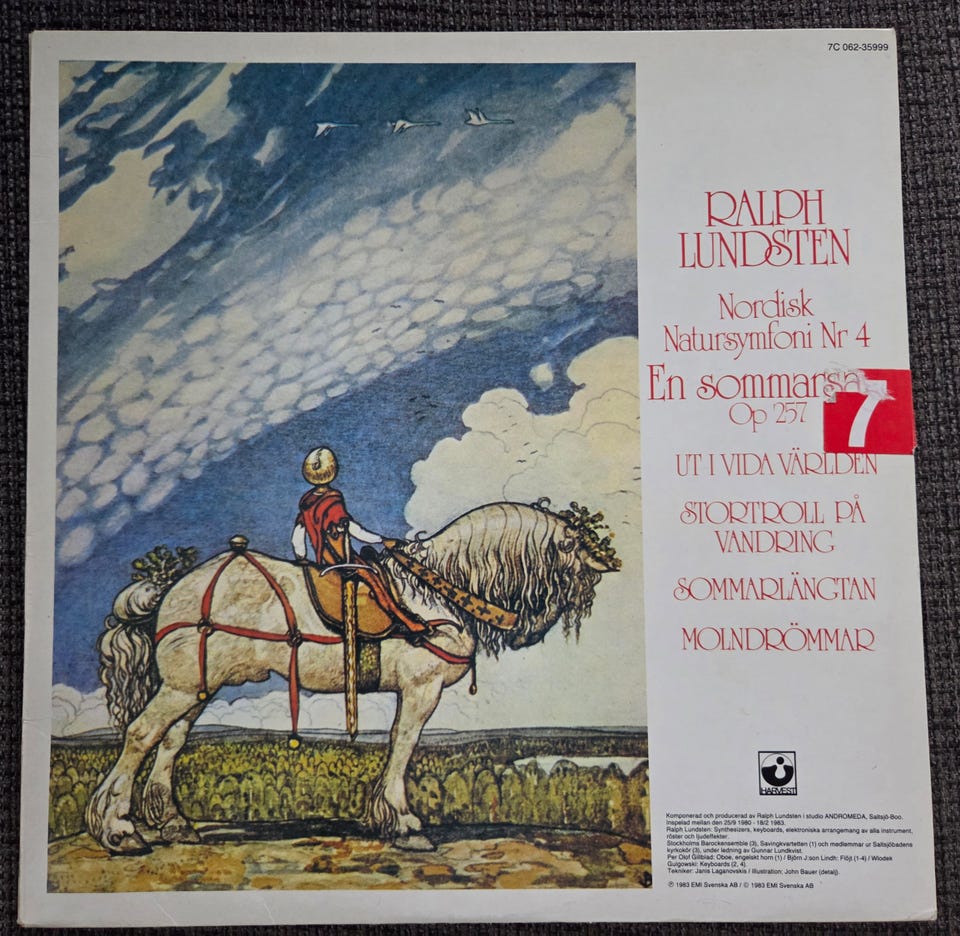 7C 062-35999
RALPH
LUNDSTEN
Nordisk
Natursymfoni Nr 4
En sommarsa
Op 257
7
UT I VIDA VÄRLDEN
STORTROLL PÅ
VANDRING
SOMMARLÄNGTAN
MOLNDRÖMMAR
HARVEST
Komponerad och producerad av Ralph Lundsten i studio ANDROMEDA, Saltsjö-Boo.
Inspelad mellan den 25/9 1980 - 18/2 1983.
Ralph Lundsten: Synthesizers, keyboards, elektroniska arrangemang av alla instrument,
röster och ljudeffekter.
Stockholms Barockensemble (3), Savingkvartetten (1) och medlemmar ur Saltsjöbadens
kyrkokör (3), under ledning av Gunnar Lundkvist.
Per Olof Gillblad: Oboe, engelskt horn (1) / Björn J:son Lindh: Flöjt (1-4) / Wlodek
Gulgowski: Keyboards (2, 4).
Tekniker: Janis Laganovskis / Illustration: John Bauer (detalj).
℗ 1983 EMI Svenska AB / © 1983 EMI Svenska AB